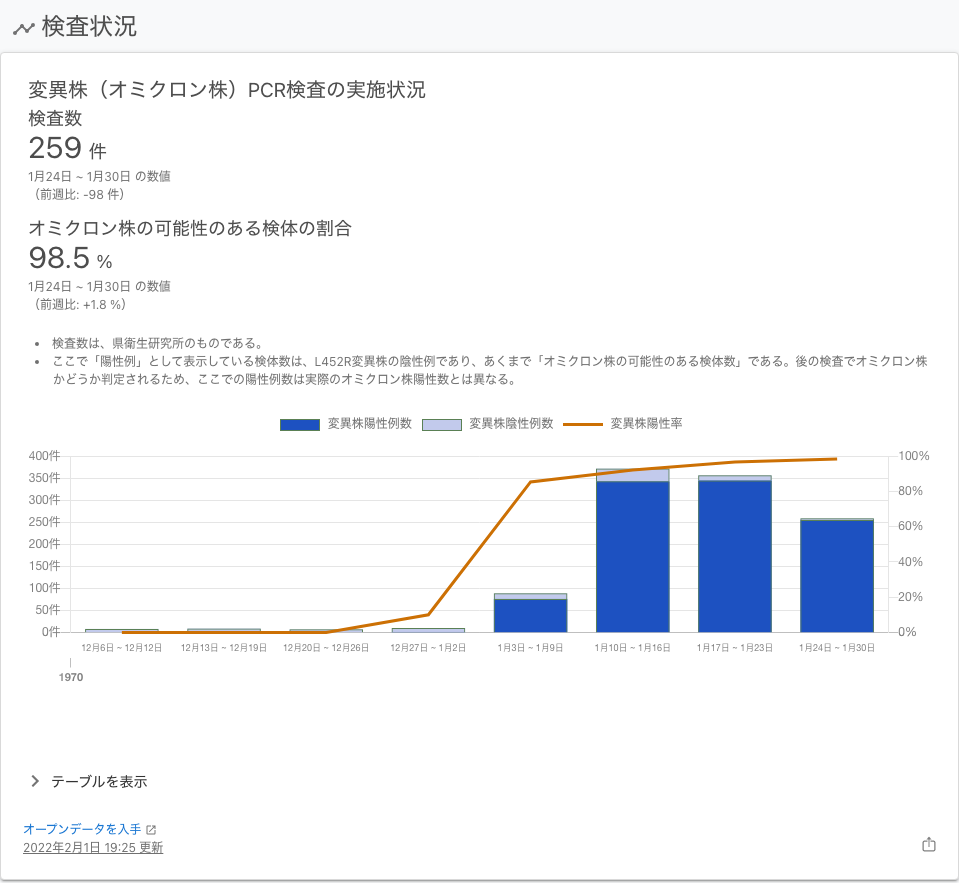 検査状況
変異株（オミクロン株）PCR検査の実施状況
検査数
259 件
1月24日 ~ 1月30日 の数値
（前週比: -98 件）
オミクロン株の可能性のある検体の割合
98.5 %
1月24日 ~ 1月30日 の数値
（前週比: +1.8 %）
• 検査数は、県衛生研究所のものである。
• ここで「陽性例」として表示している検体数は、L452R変異株の陰性例であり、あくまで「オミクロン株の可能性のある検体数」である。後の検査でオミクロン株
かどうか判定されるため、ここでの陽性例数は実際のオミクロン株陽性数とは異なる。
変異株陽性例数 変異株陰性例数 変異株陽性率
400件 100%
350件
300件 80%
250件
200件 60%
150件 40%
100件
50件 20%
0件 0%
12月6日 ~ 12月12日 12月13日 ~ 12月19日 12月20日 ~ 12月26日 12月27日 ~ 1月2日 1月3日 ~ 1月9日 1月10日 ~ 1月16日 1月17日 ~ 1月23日 1月24日 ~ 1月30日
1970
テーブルを表示
オープンデータを入手
2022年2月1日 19:25 更新